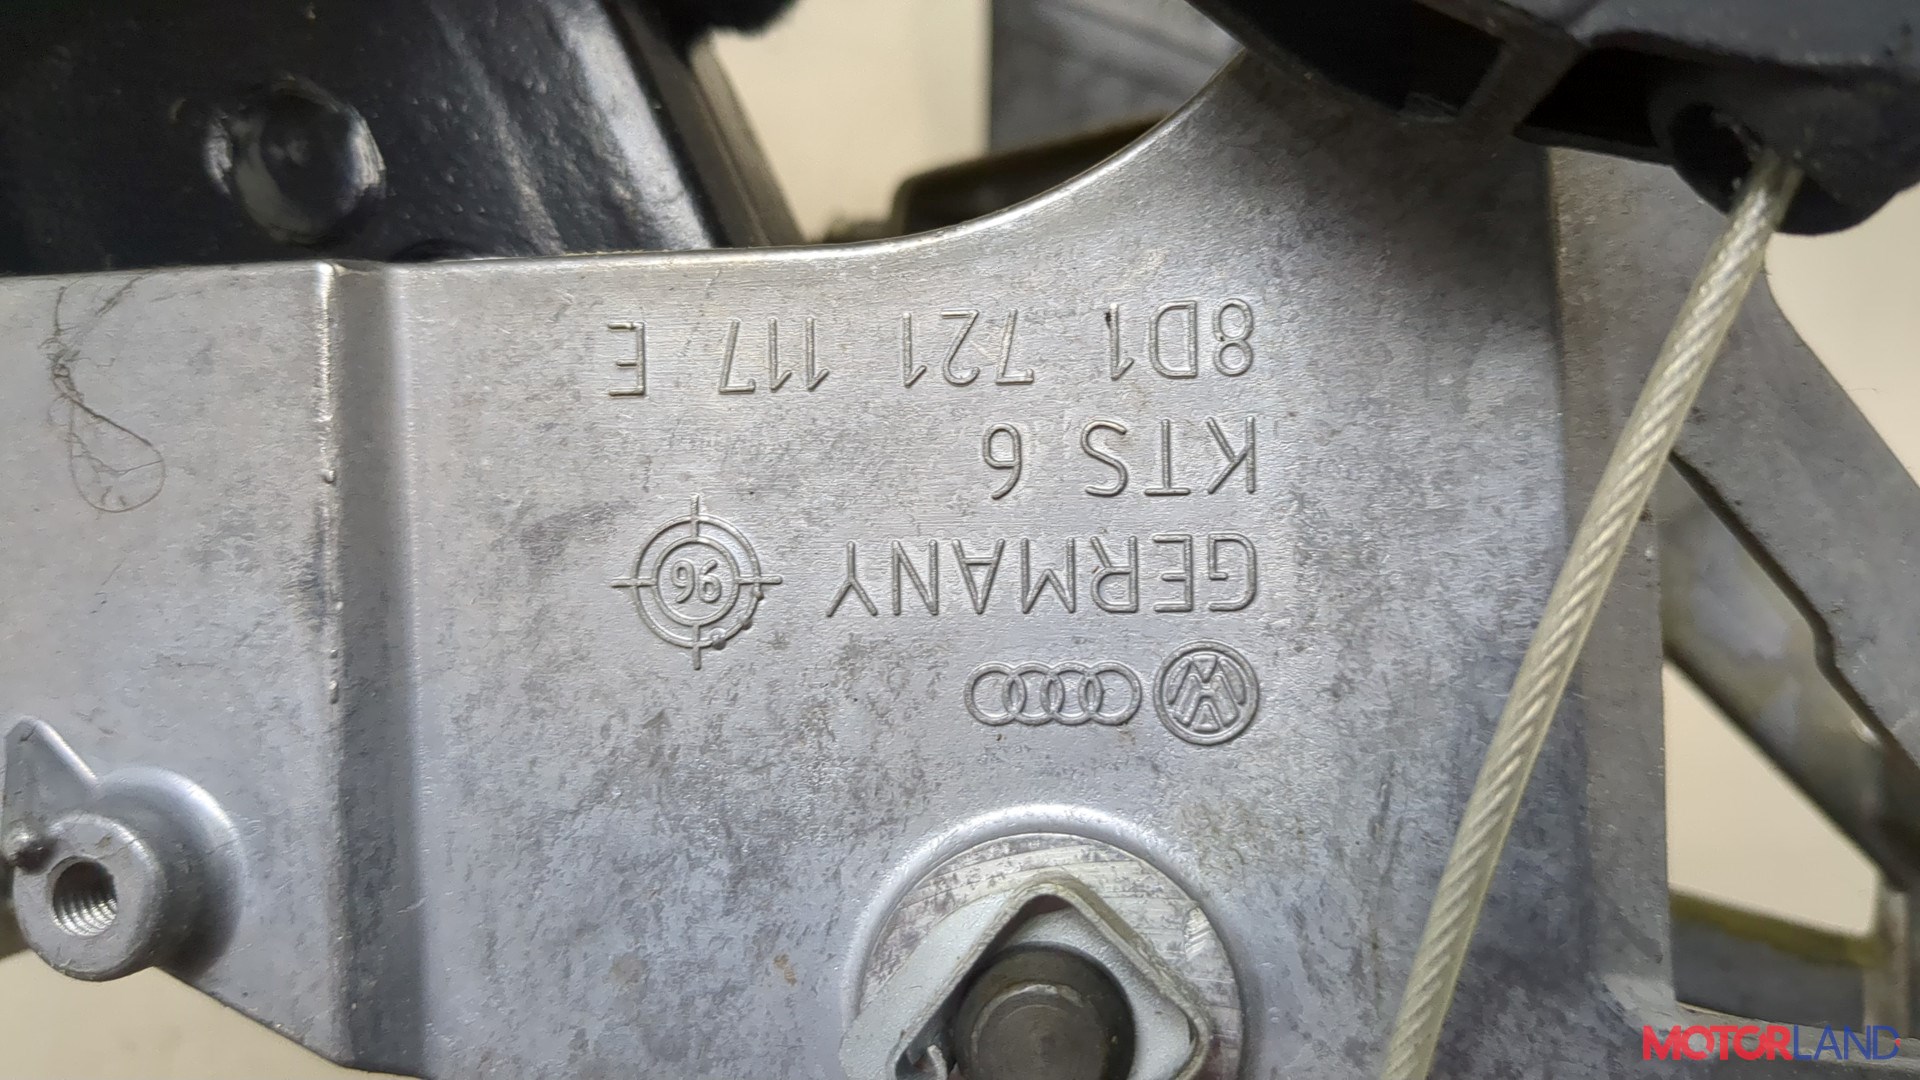 GERMANY 96
KTS 6
8D1 721 117 E
MOTORLAND